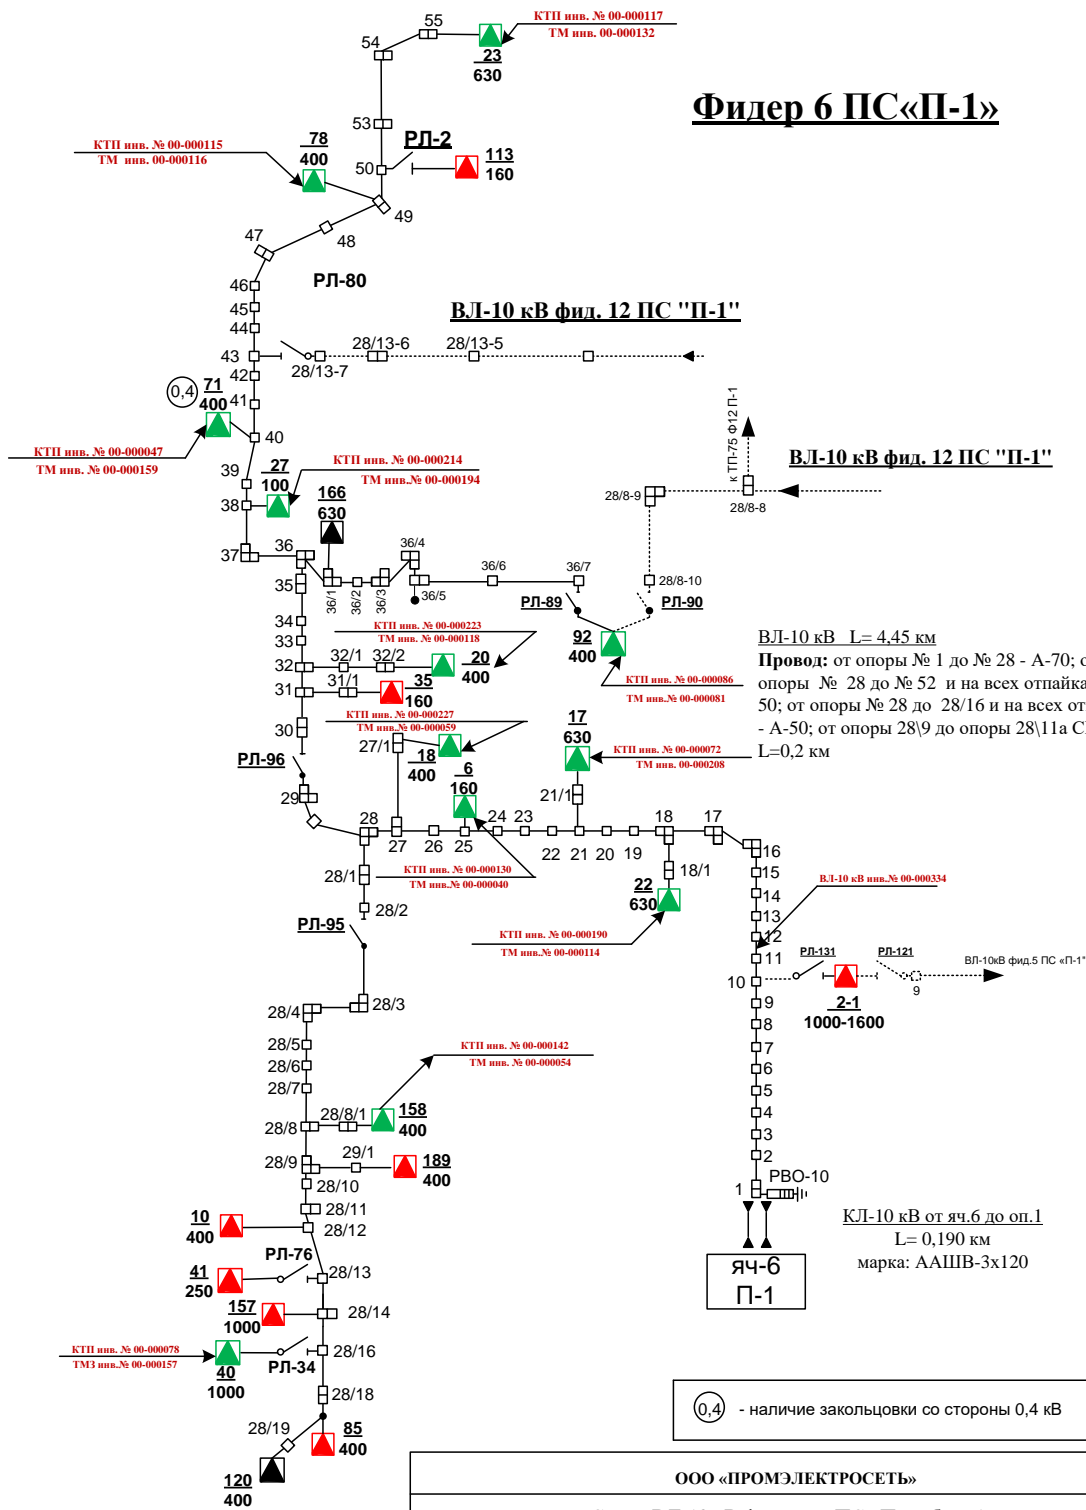 Фидер 6 ПС«П-1»
КТП инв. № 00-000117
ТМ инв. 00-000132
55
54
23
630
53
РЛ-2
50
113
160
КТП инв. № 00-000115
ТМ инв. 00-000116
78
400
49
48
47
РЛ-80
46
45
44
43
42
41
40
39
38
37
ВЛ-10 кВ фид. 12 ПС "П-1"
28/13-6
28/13-5
28/13-7
0,4
71
400
КТП инв. № 00-000047
ТМ инв. № 00-000159
27
100
КТП инв. № 00-000214
ТМ инв.№ 00-000194
к ТП-75 Ф12 П-1
ВЛ-10 кВ фид. 12 ПС "П-1"
28/8-9
28/8-8
28/8-10
166
630
36
36/1
36/2
36/3
36/4
36/5
36/6
36/7
РЛ-89
РЛ-90
92
400
КТП инв. № 00-000086
ТМ инв.№ 00-000081
35
34
33
32
32/1
32/2
КТП инв. № 00-000223
ТМ инв.№ 00-000118
20
400
31
31/1
35
160
30
КТП инв. № 00-000227
ТМ инв.№ 00-000059
27/1
18
400
РЛ-96
29
ВЛ-10 кВ L= 4,45 км
Провод: от опоры № 1 до № 28 - А-70; о
опоры № 28 до № 52 и на всех отпайка
50; от опоры № 28 до 28/16 и на всех от
- А-50; от опоры 28\9 до опоры 28\11а С
L=0,2 км
17
630
КТП инв. № 00-000072
ТМ инв. 00-000208
21/1
6
160
28
27
26
25
24
23
22
21
20
19
18
17
16
КТП инв. № 00-000130
ТМ инв.№ 00-000040
18/1
22
630
КТП инв. № 00-000190
ТМ инв.№ 00-000114
15
14
13
12
11
10
9
8
7
6
5
4
3
2
1
ВЛ-10 кВ инв.№ 00-000334
РЛ-131
РЛ-121
9
ВЛ-10кВ фид.5 ПС «П-1"
2-1
1000-1600
РВО-10
яч-6
П-1
КЛ-10 кВ от яч.6 до оп.1
L= 0,190 км
марка: ААШВ-3х120
28/1
28/2
РЛ-95
28/3
28/4
28/5
28/6
28/7
КТП инв. № 00-000142
ТМ инв. № 00-000054
28/8
28/8/1
158
400
28/9
29/1
189
400
28/10
28/11
28/12
10
400
РЛ-76
28/13
41
250
28/14
157
1000
28/16
РЛ-34
КТП инв. № 00-000078
ТМЗ инв.№ 00-000157
40
1000
28/18
28/19
85
400
120
400
0,4 - наличие закольцовки со стороны 0,4 кВ
ООО «ПРОМЭЛЕКТРОСЕТЬ»